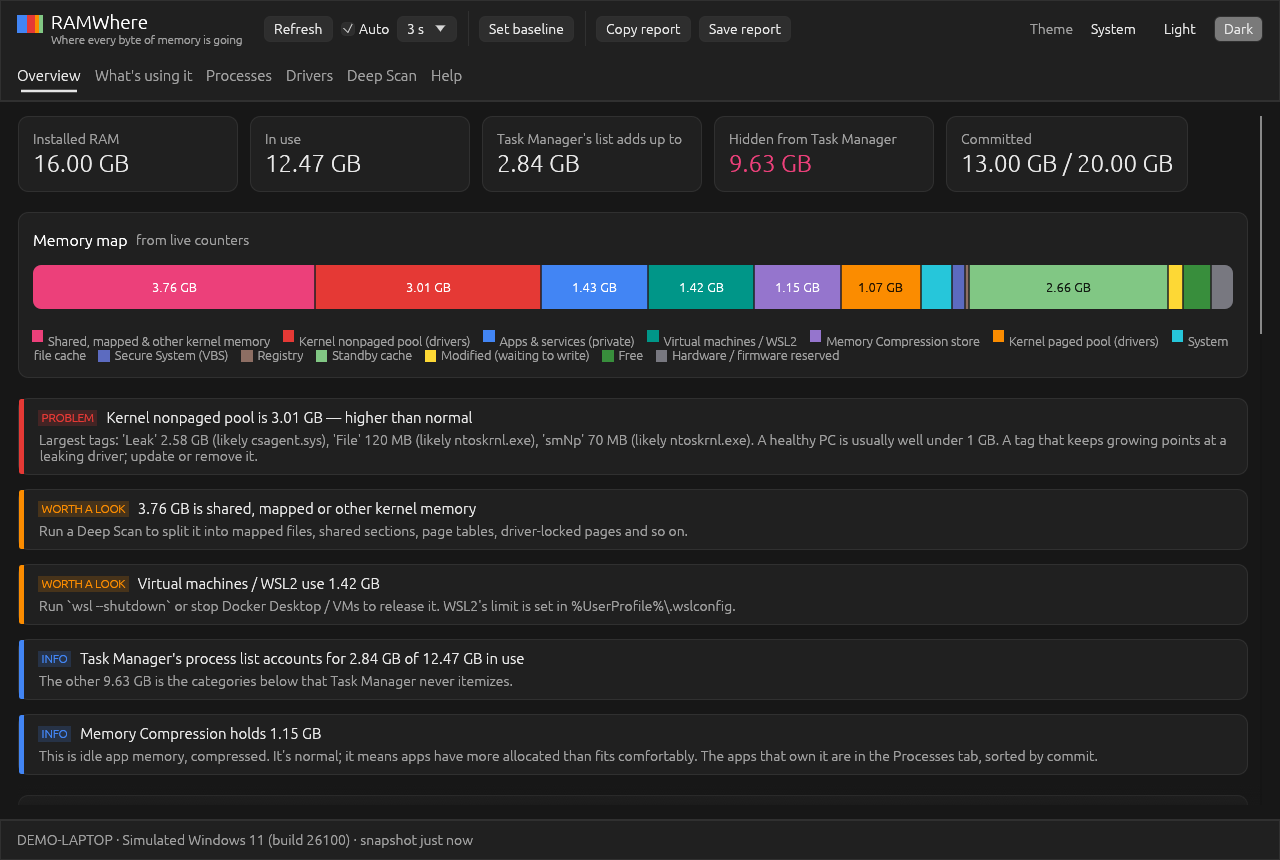 RAMWhere
Where every byte of memory is going
Refresh
Auto
3 s
Set baseline
Copy report
Save report
Theme
System
Light
Dark
Overview
What's using it
Processes
Drivers
Deep Scan
Help
Installed RAM
16.00 GB
In use
12.47 GB
Task Manager's list adds up to
2.84 GB
Hidden from Task Manager
9.63 GB
Committed
13.00 GB / 20.00 GB
Memory map from live counters
3.76 GB
3.01 GB
1.43 GB
1.42 GB
1.15 GB
1.07 GB
2.66 GB
Shared, mapped & other kernel memory Kernel nonpaged pool (drivers) Apps & services (private) Virtual machines / WSL2 Memory Compression store Kernel paged pool (drivers) System
file cache Secure System (VBS) Registry Standby cache Modified (waiting to write) Free Hardware / firmware reserved
PROBLEM Kernel nonpaged pool is 3.01 GB — higher than normal
Largest tags: 'Leak' 2.58 GB (likely csagent.sys), 'File' 120 MB (likely ntoskrnl.exe), 'smNp' 70 MB (likely ntoskrnl.exe). A healthy PC is usually well under 1 GB. A tag that keeps growing points at a
leaking driver; update or remove it.
WORTH A LOOK 3.76 GB is shared, mapped or other kernel memory
Run a Deep Scan to split it into mapped files, shared sections, page tables, driver-locked pages and so on.
WORTH A LOOK Virtual machines / WSL2 use 1.42 GB
Run `wsl --shutdown` or stop Docker Desktop / VMs to release it. WSL2's limit is set in %UserProfile%\.wslconfig.
INFO Task Manager's process list accounts for 2.84 GB of 12.47 GB in use
The other 9.63 GB is the categories below that Task Manager never itemizes.
INFO Memory Compression holds 1.15 GB
This is idle app memory, compressed. It's normal; it means apps have more allocated than fits comfortably. The apps that own it are in the Processes tab, sorted by commit.
DEMO-LAPTOP · Simulated Windows 11 (build 26100) · snapshot just now